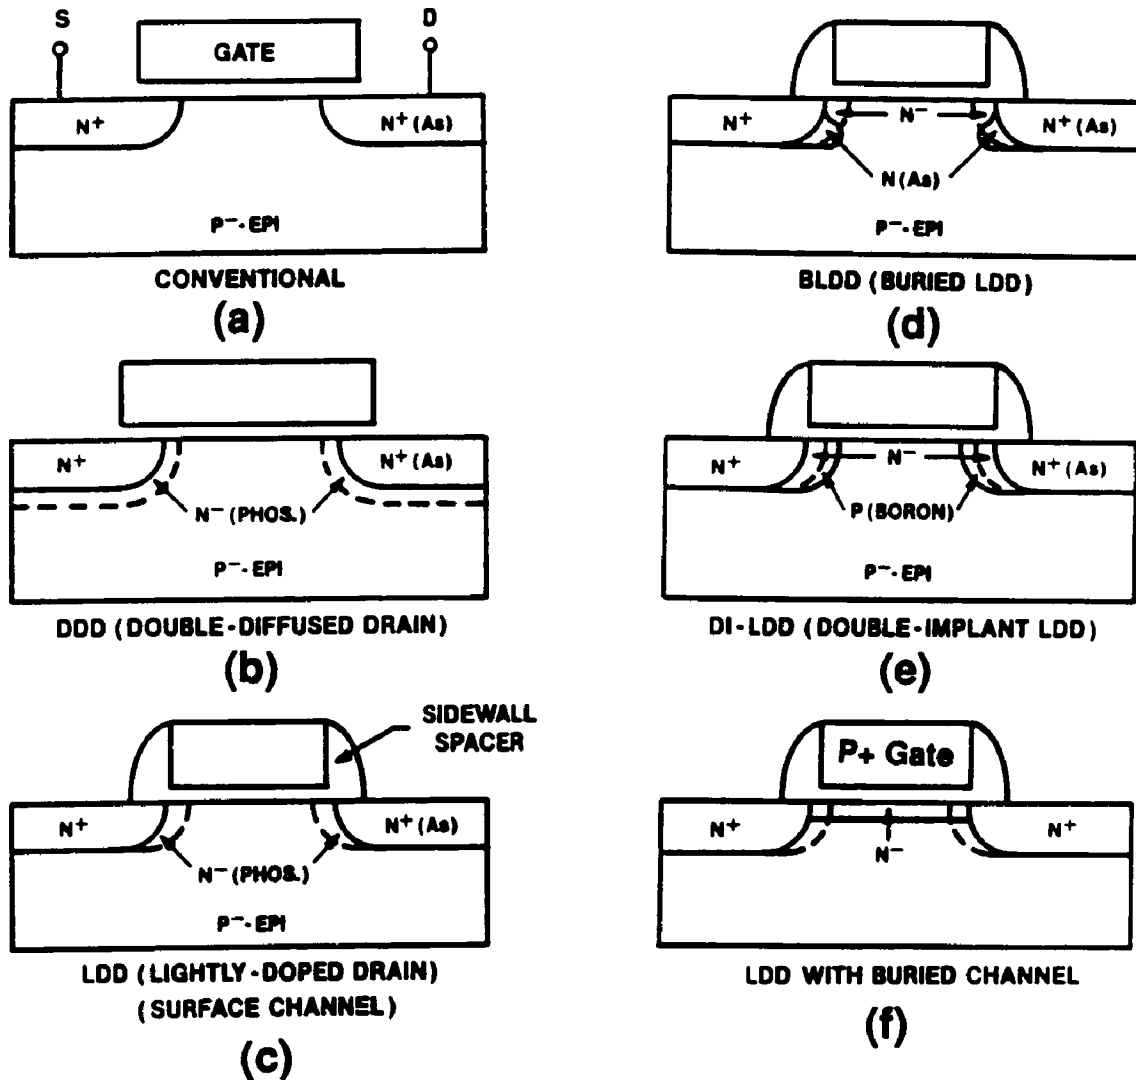 S
D
GATE
N+
N+(As)
P−-EPI
CONVENTIONAL
(a)
N+
N+(As)
N−(PHOS.)
P−-EPI
DDD (DOUBLE-DIFFUSED DRAIN)
(b)
SIDEWALL
SPACER
N+
N+(As)
N−(PHOS.)
P−-EPI
LDD (LIGHTLY-DOPED DRAIN)
(SURFACE CHANNEL)
(c)
N+
N−
N+(As)
N(As)
P−-EPI
BLDD (BURIED LDD)
(d)
N+
N−
N+(As)
P(BORON)
P−-EPI
DI-LDD (DOUBLE-IMPLANT LDD)
(e)
P+ Gate
N+
N+
N−
LDD WITH BURIED CHANNEL
(f)